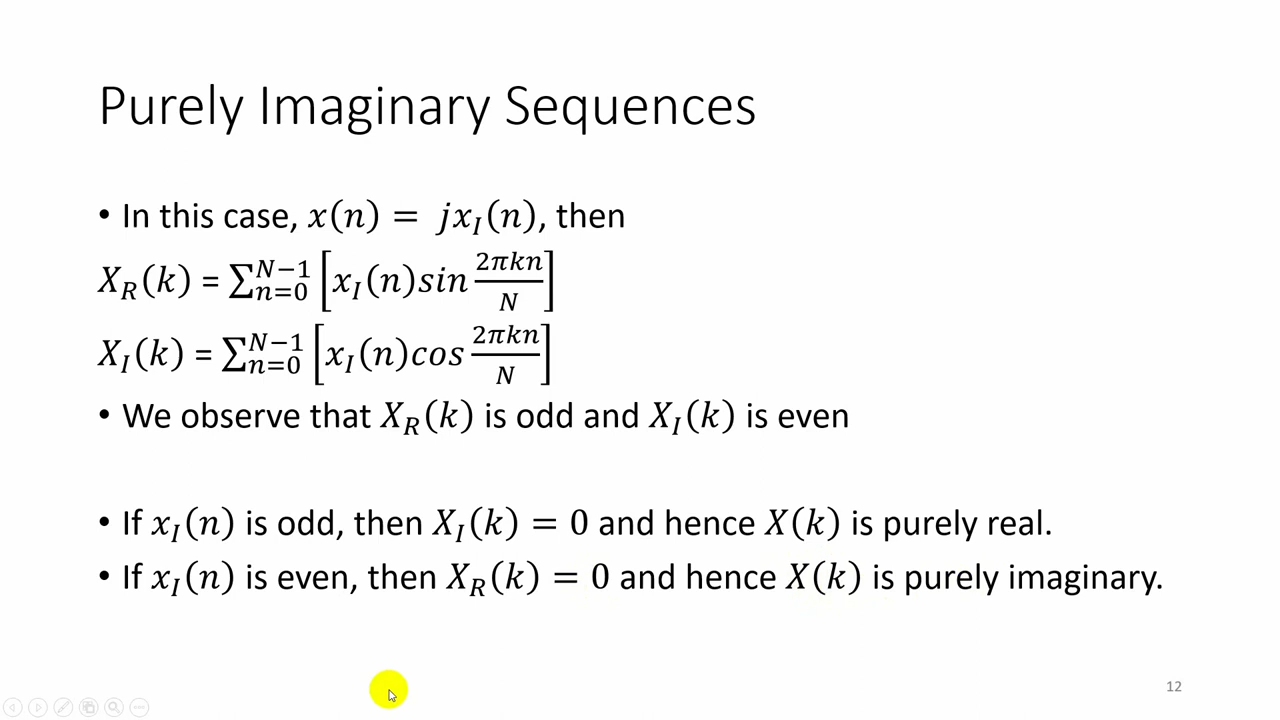 Purely Imaginary Sequences
• In this case, 𝑥(𝑛) = 𝑗𝑥_𝐼(𝑛), then
𝑋_𝑅(𝑘) = ∑_{𝑛=0}^{𝑁−1} [𝑥_𝐼(𝑛)𝑠𝑖𝑛 \frac{2𝜋𝑘𝑛}{𝑁}]
𝑋_𝐼(𝑘) = ∑_{𝑛=0}^{𝑁−1} [𝑥_𝐼(𝑛)𝑐𝑜𝑠 \frac{2𝜋𝑘𝑛}{𝑁}]
• We observe that 𝑋_𝑅(𝑘) is odd and 𝑋_𝐼(𝑘) is even
• If 𝑥_𝐼(𝑛) is odd, then 𝑋_𝐼(𝑘) = 0 and hence 𝑋(𝑘) is purely real.
• If 𝑥_𝐼(𝑛) is even, then 𝑋_𝑅(𝑘) = 0 and hence 𝑋(𝑘) is purely imaginary.
12